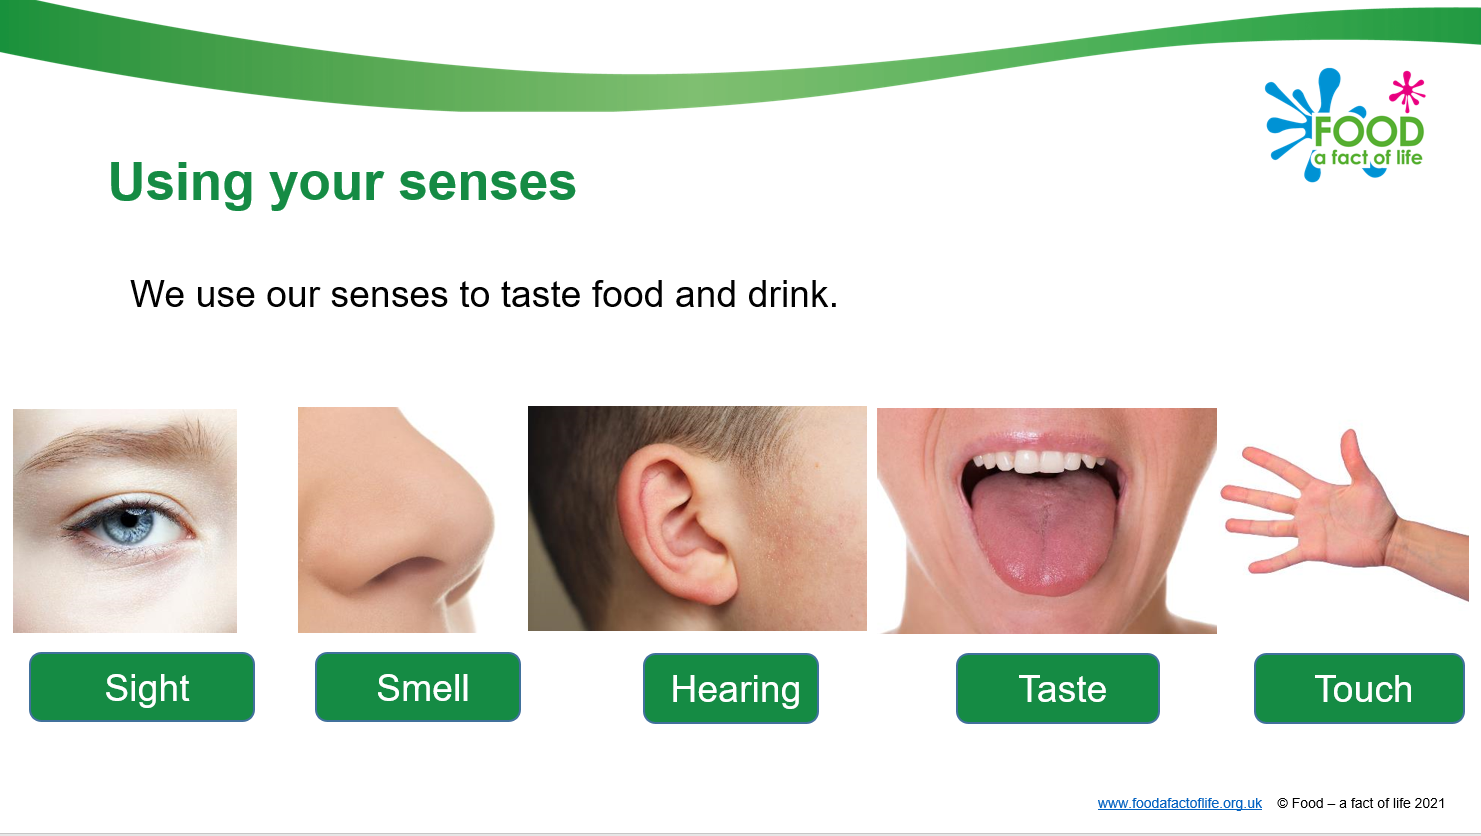 FOOD
a fact of life
Using your senses
We use our senses to taste food and drink.
Sight
Smell
Hearing
Taste
Touch
www.foodafactoflife.org.uk © Food – a fact of life 2021